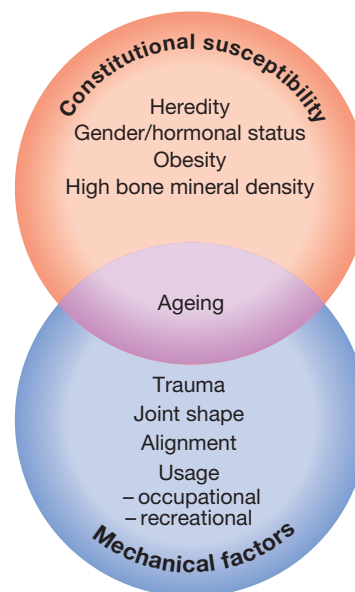 Constitutional susceptibility
Heredity
Gender/hormonal status
Obesity
High bone mineral density
Ageing
Trauma
Joint shape
Alignment
Usage
– occupational
– recreational
Mechanical factors